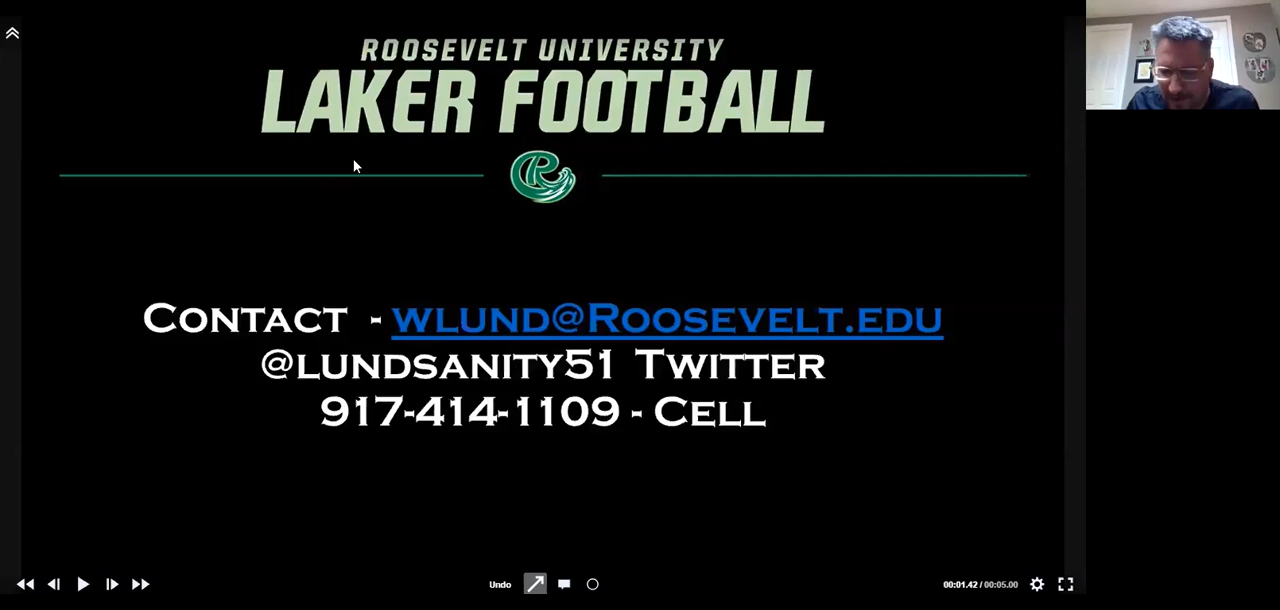 ROOSEVELT UNIVERSITY
LAKER FOOTBALL
R
CONTACT - WLUND@ROOSEVELT.EDU
@LUNDSANITY51 TWITTER
917-414-1109 - CELL
Undo
00:01.42 / 00:05.00